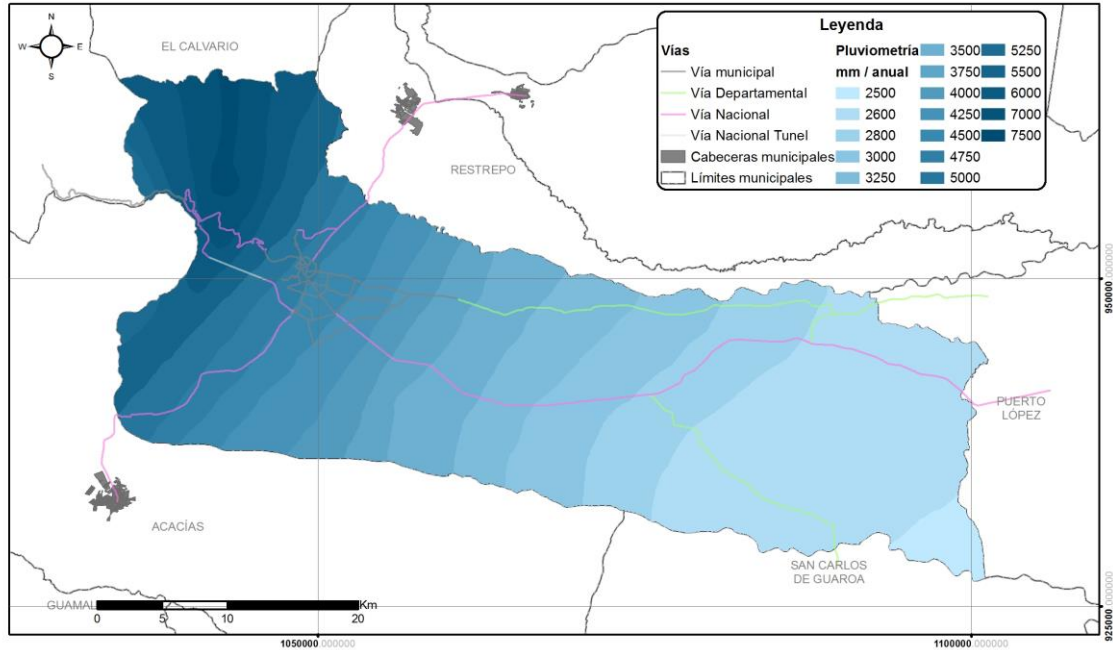 N
W E
S
EL CALVARIO
RESTREPO
PUERTO
LÓPEZ
ACACÍAS
SAN CARLOS
DE GUAROA
GUAMAL
Leyenda
Vías
Vía municipal
Vía Departamental
Vía Nacional
Vía Nacional Tunel
Cabeceras municipales
Límites municipales
Pluviometría
mm / anual
2500
2600
2800
3000
3250
3500
3750
4000
4250
4500
4750
5000
5250
5500
6000
7000
7500
0 5 10 20
Km
1050000.000000
1100000.000000
950000.000000
925000.000000